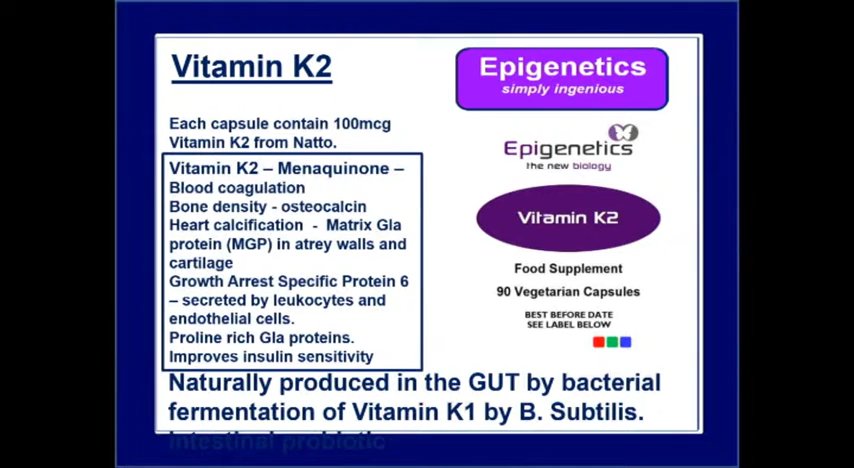 Vitamin K2
Each capsule contain 100mcg
Vitamin K2 from Natto.
Vitamin K2 – Menaquinone –
Blood coagulation
Bone density - osteocalcin
Heart calcification - Matrix Gla
protein (MGP) in atrey walls and
cartilage
Growth Arrest Specific Protein 6
– secreted by leukocytes and
endothelial cells.
Proline rich Gla proteins.
Improves insulin sensitivity
Naturally produced in the GUT by bacterial
fermentation of Vitamin K1 by B. Subtilis.
Intestinal probiotic
Epigenetics
simply ingenious
Epigenetics
the new biology
Vitamin K2
Food Supplement
90 Vegetarian Capsules
BEST BEFORE DATE
SEE LABEL BELOW